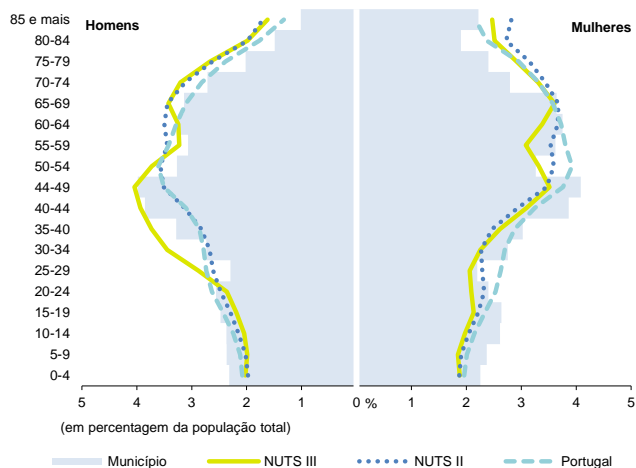 Homens
Mulheres
85 e mais
80-84
75-79
70-74
65-69
60-64
55-59
50-54
44-49
40-44
35-40
30-34
25-29
20-24
15-19
10-14
5-9
0-4
5 4 3 2 1 0 % 1 2 3 4 5
(em percentagem da população total)
Município NUTS III NUTS II Portugal